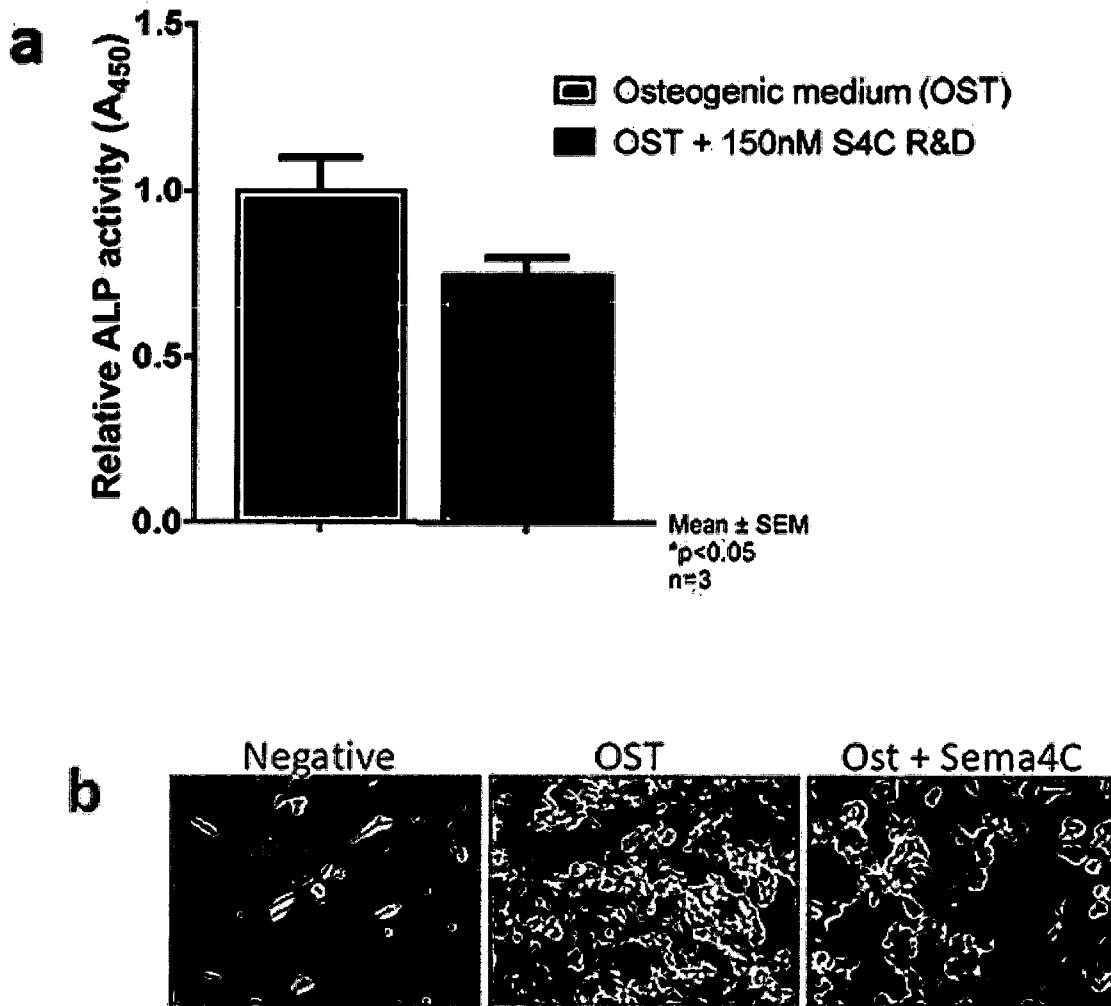 a
Relative ALP activity (A450)
1.5
1.0
0.5
0.0
Osteogenic medium (OST)
OST + 150nM S4C R&D
Mean ± SEM
*p<0.05
n=3
b
Negative
OST
Ost + Sema4C